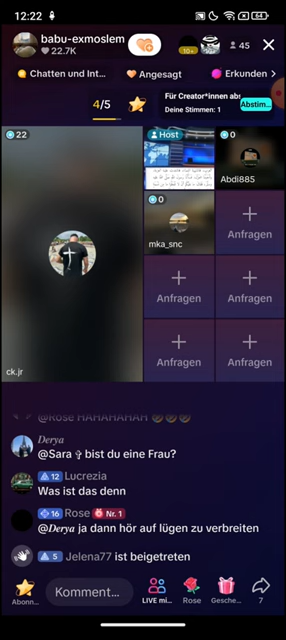 12:22
64
babu-exmoslem
22.7K
10+
45
Chatten und Int...
Angesagt
Erkunden >
4/5
Für Creator*innen abs
Deine Stimmen: 1
Abstim...
22
Host
0
Abdi885
0
mka_snc
Anfragen
Anfragen
Anfragen
Anfragen
Anfragen
ck.jr
@Rose HAHAHAHAH 🤣🤣🤣
Derya
@Sara ✞ bist du eine Frau?
12 Lucrezia
Was ist das denn
16 Rose Nr. 1
@Derya ja dann hör auf lügen zu verbreiten
5 Jelena77 ist beigetreten
Abonn...
Komment...
LIVE mi...
Rose
Gesche...
7